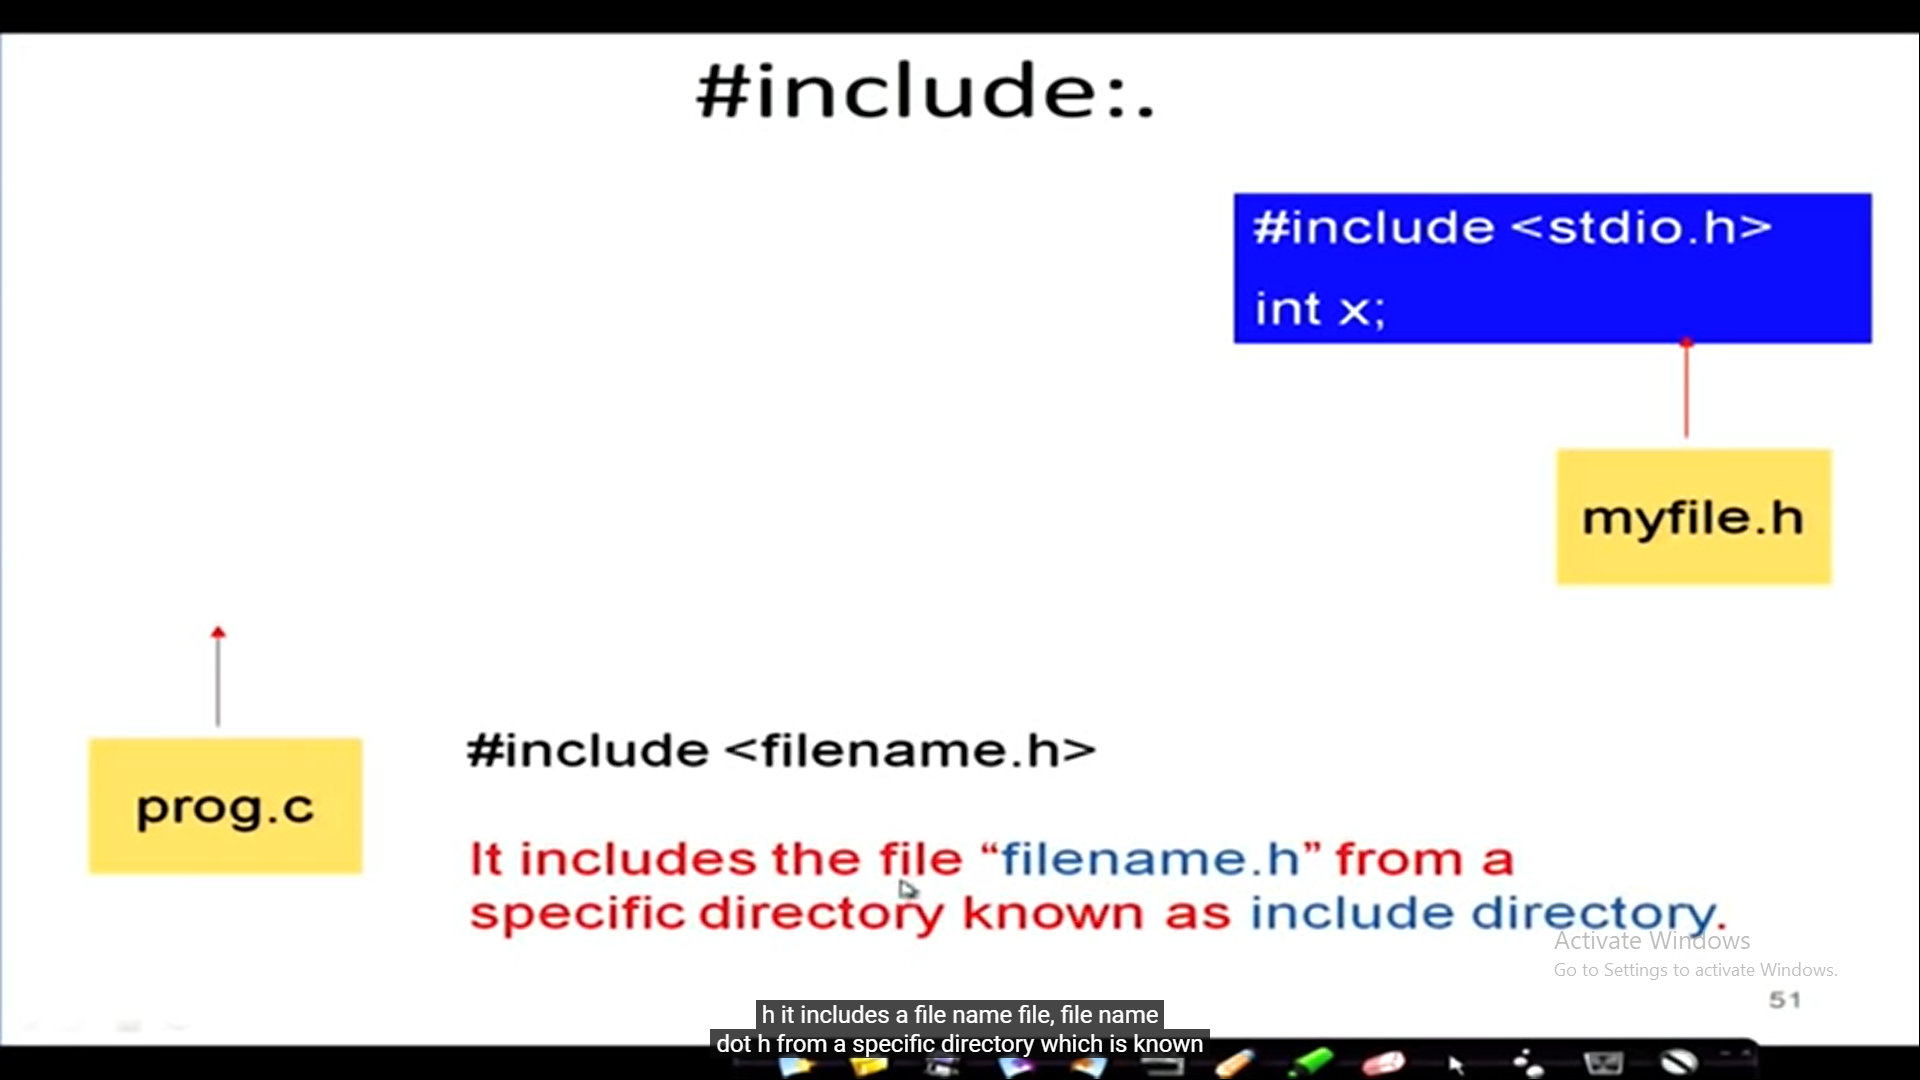 #include:.
#include <stdio.h>
int x;
myfile.h
prog.c
#include <filename.h>
It includes the file “filename.h” from a
specific directory known as include directory.
Activate Windows
Go to Settings to activate Windows.
51
h it includes a file name file, file name
dot h from a specific directory which is known